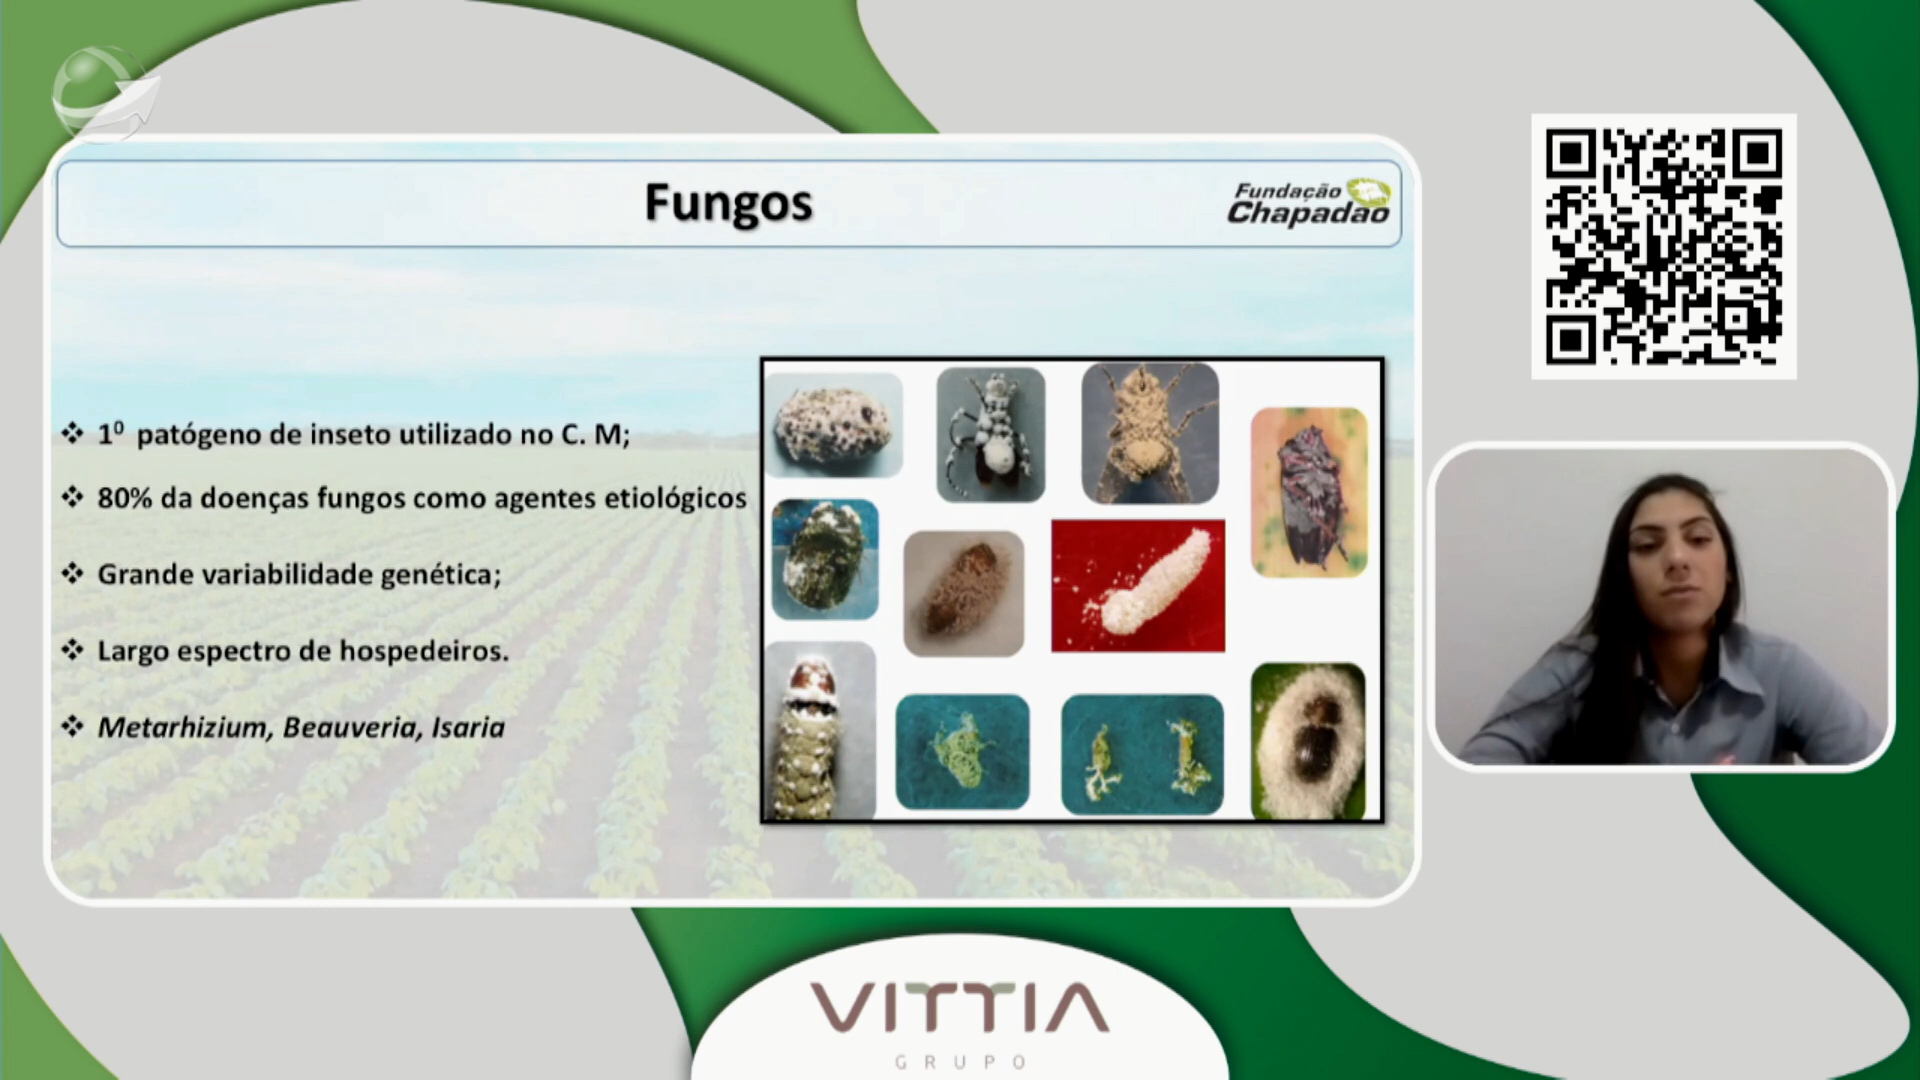 Fungos
Fundação
Chapadão
❖ 1º patógeno de inseto utilizado no C. M;
❖ 80% da doenças fungos como agentes etiológicos
❖ Grande variabilidade genética;
❖ Largo espectro de hospedeiros.
❖ Metarhizium, Beauveria, Isaria
VITTIA
GRUPO